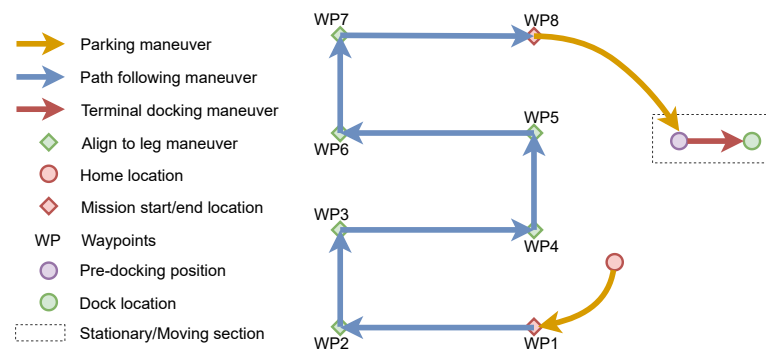 Parking maneuver
Path following maneuver
Terminal docking maneuver
Align to leg maneuver
Home location
Mission start/end location
WP Waypoints
Pre-docking position
Dock location
Stationary/Moving section
WP7
WP8
WP5
WP6
WP3
WP4
WP2
WP1